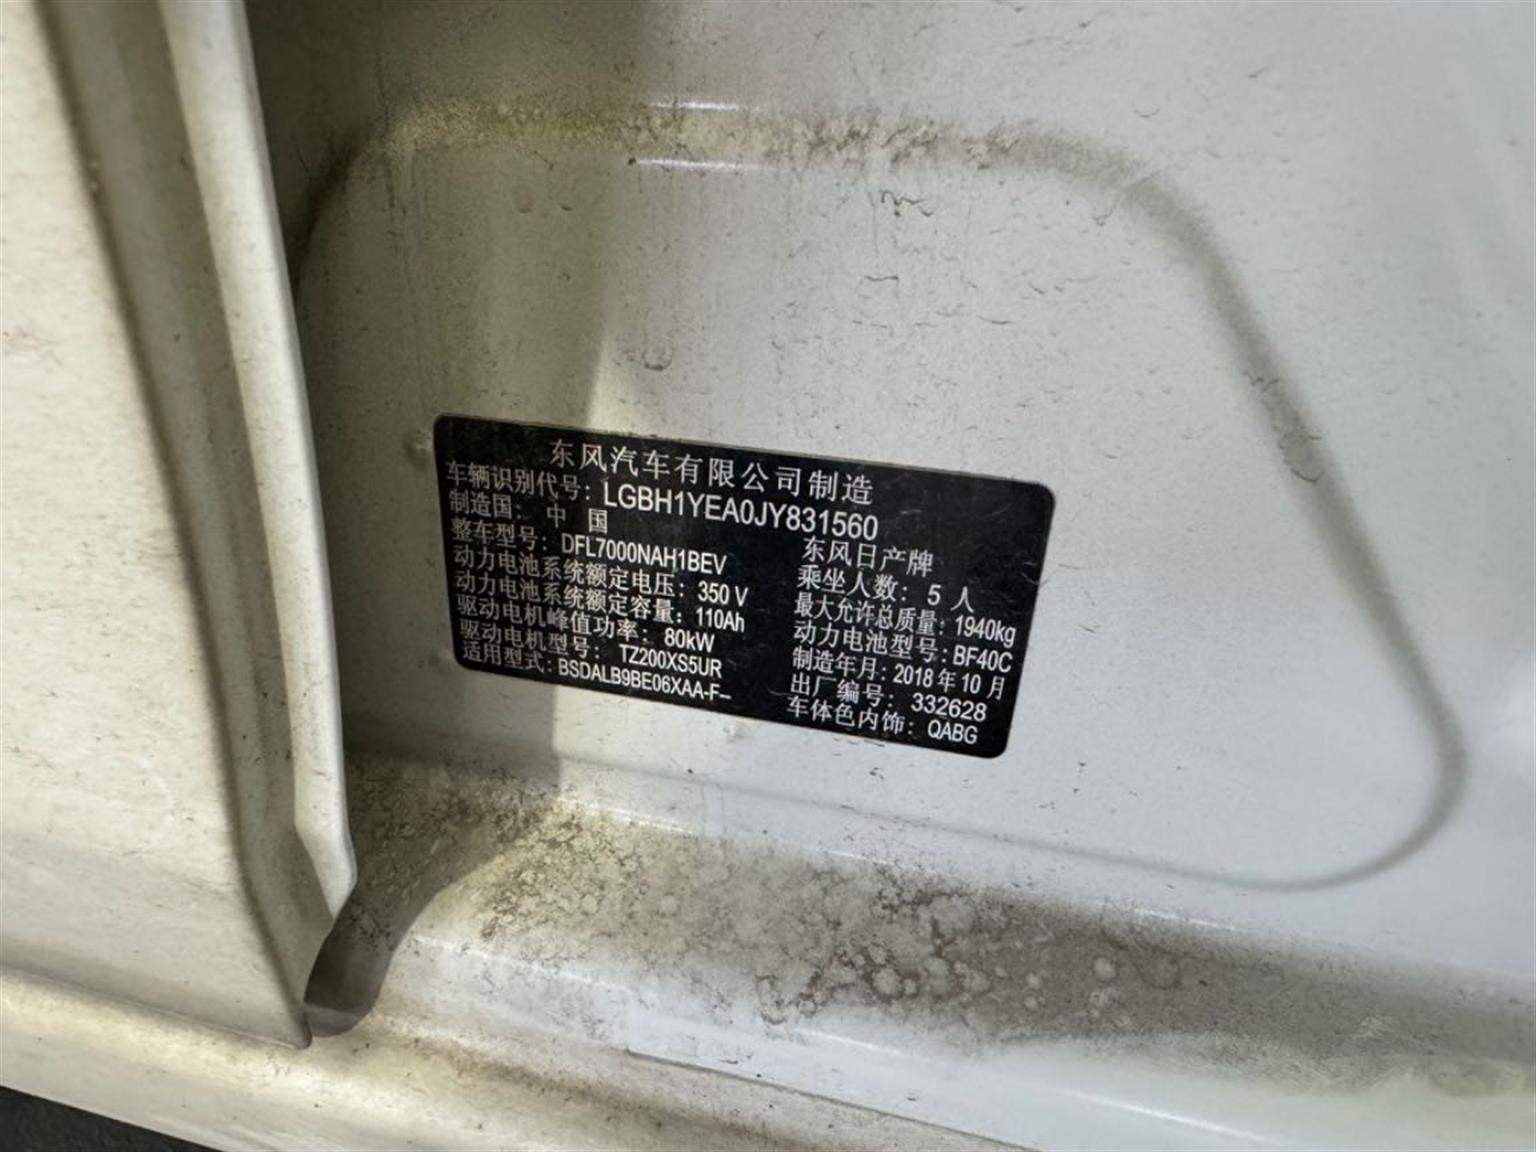 东风汽车有限公司制造
车辆识别代号: LGBH1YEA0JY831560
制造国: 中 国
东风日产牌
整车型号: DFL7000NAH1BEV
乘坐人数: 5 人
动力电池系统额定电压: 350 V
最大允许总质量: 1940kg
动力电池系统额定容量: 110Ah
动力电池型号: BF40C
驱动电机峰值功率: 80kW
制造年月: 2018 年 10 月
驱动电机型号: TZ200XS5UR
出厂编号: 332628
适用型式: BSDALB9BE06XAA-F--
车体色内饰: QABG